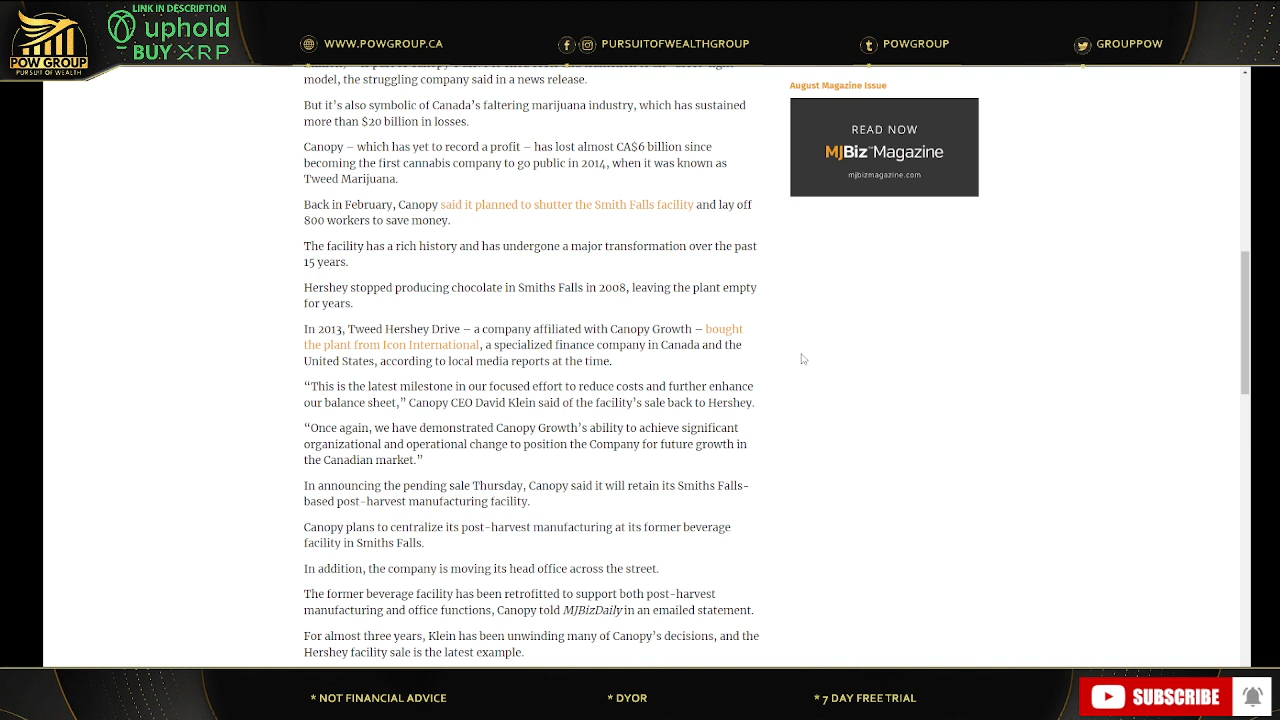 LINK IN DESCRIPTION
uphold
BUY XRP
POW GROUP
PURSUIT OF WEALTH
WWW.POWGROUP.CA
PURSUITOFWEALTHGROUP
POWGROUP
GROUPPOW
model, the struggling company said in a news release.
But it’s also symbolic of Canada’s faltering marijuana industry, which has sustained
more than $20 billion in losses.
Canopy – which has yet to record a profit – has lost almost CA$6 billion since
becoming the first cannabis company to go public in 2014, when it was known as
Tweed Marijuana.
Back in February, Canopy said it planned to shutter the Smith Falls facility and lay off
800 workers to save money.
The facility has a rich history and has undergone a major transformation over the past
15 years.
Hershey stopped producing chocolate in Smiths Falls in 2008, leaving the plant empty
for years.
In 2013, Tweed Hershey Drive – a company affiliated with Canopy Growth – bought
the plant from Icon International, a specialized finance company in Canada and the
United States, according to local media reports at the time.
“This is the latest milestone in our focused effort to reduce costs and further enhance
our balance sheet,” Canopy CEO David Klein said of the facility’s sale back to Hershey.
“Once again, we have demonstrated Canopy Growth’s ability to achieve significant
organizational and operational change to position the Company for future growth in
the Canadian market.”
In announcing the pending sale Thursday, Canopy said it will retain its Smiths Falls-
based post-harvest manufacturing facility.
Canopy plans to centralize its post-harvest manufacturing at its former beverage
facility in Smiths Falls.
In addition, the company is moving its head office across the street.
The former beverage facility has been retrofitted to support both post-harvest
manufacturing and office functions, Canopy told MJBizDaily in an emailed statement.
For almost three years, Klein has been unwinding many of Canopy’s decisions, and the
Hershey facility sale is the latest example.
August Magazine Issue
READ NOW
MJBiz™Magazine
mjbizmagazine.com
* NOT FINANCIAL ADVICE
* DYOR
* 7 DAY FREE TRIAL
SUBSCRIBE